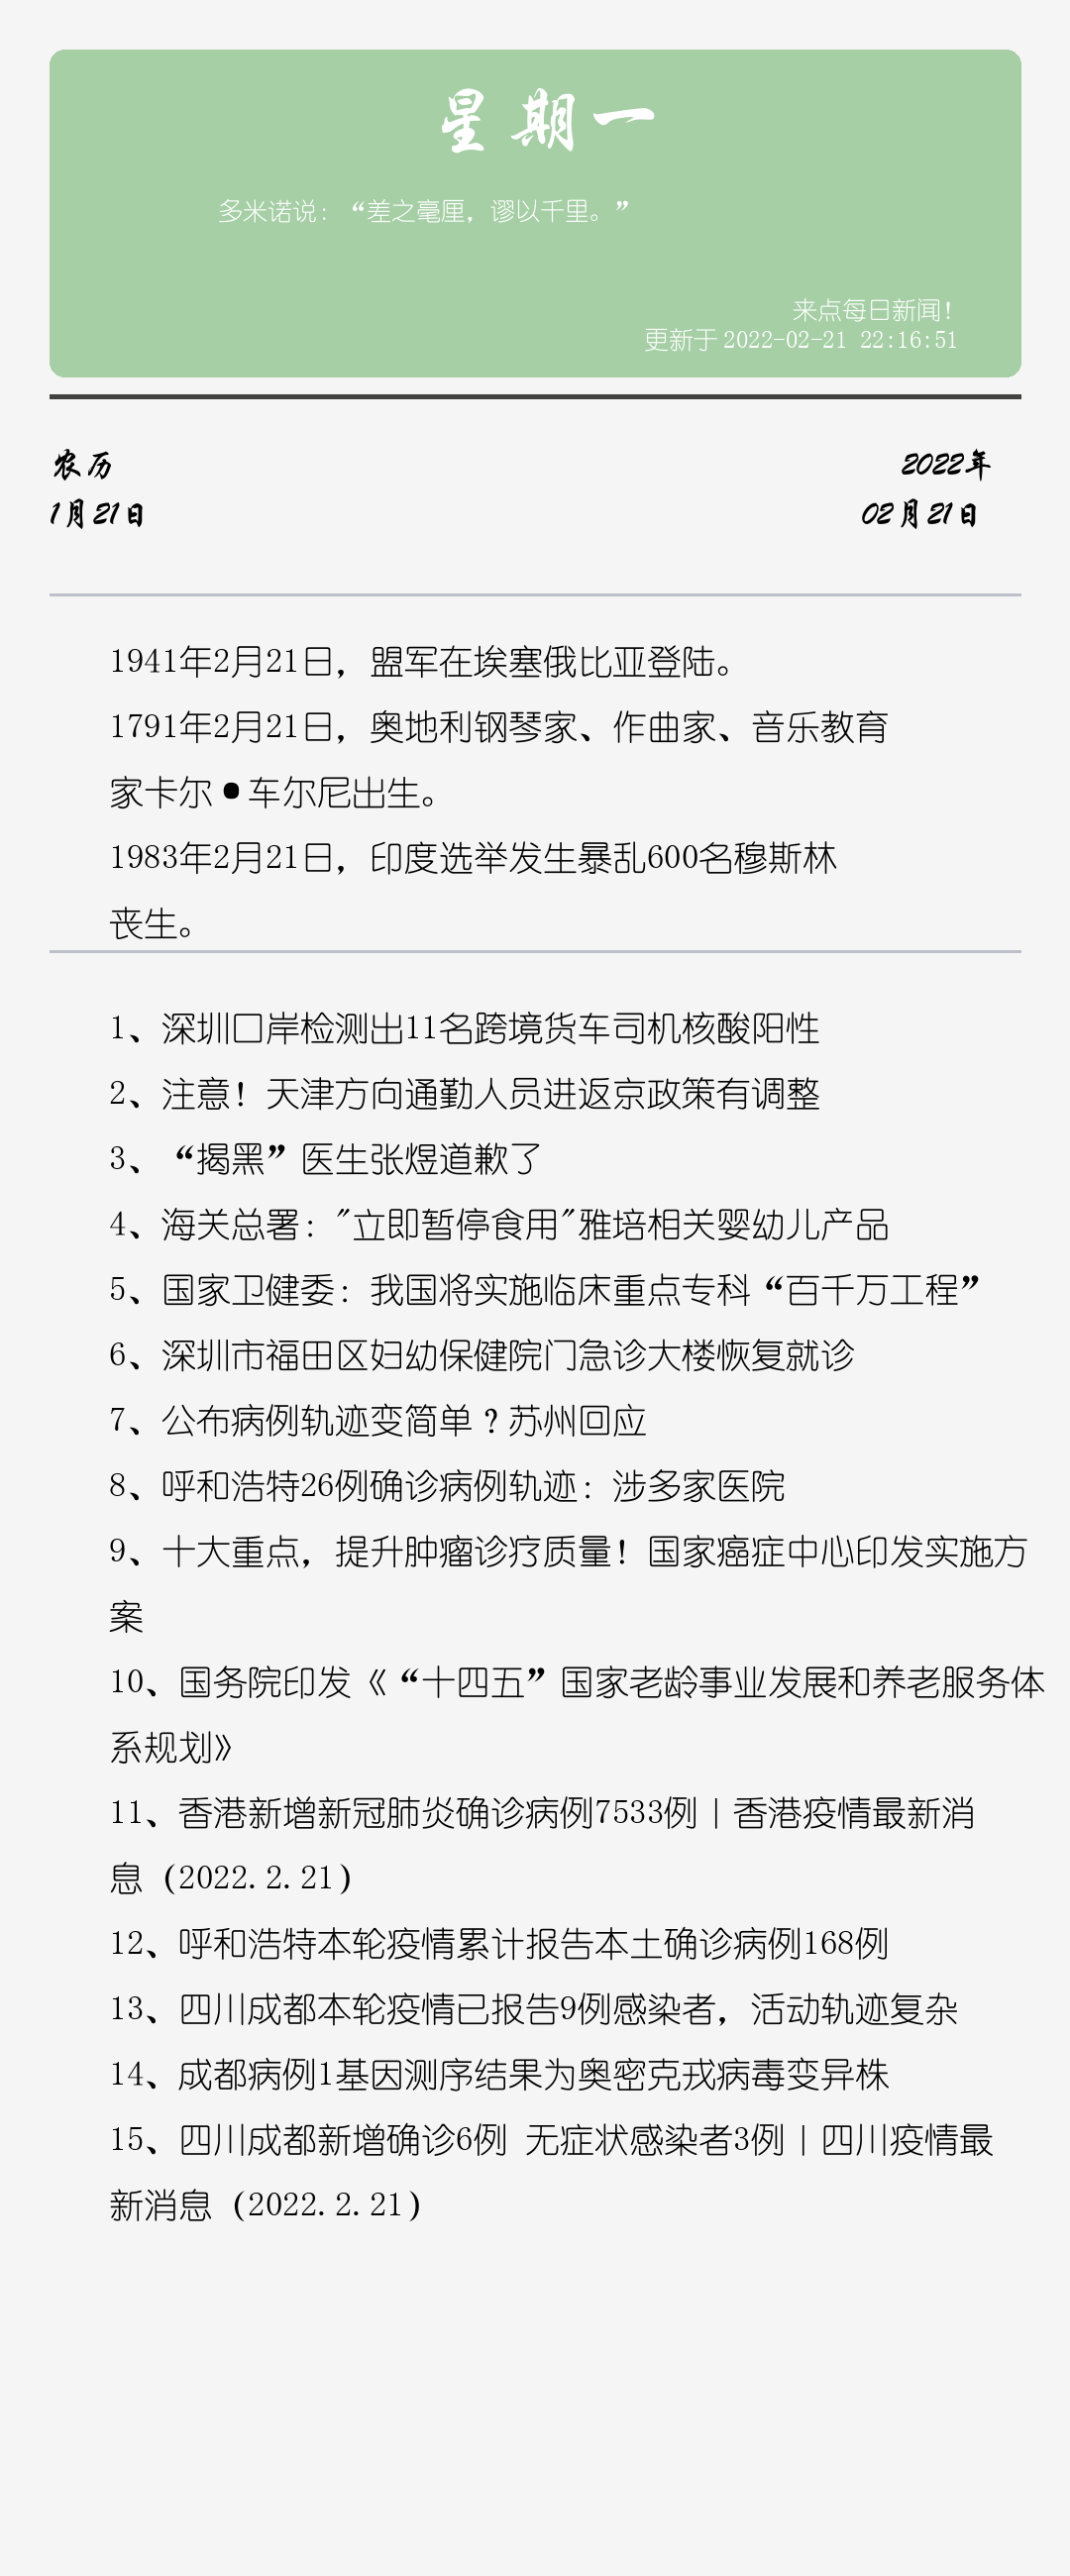 星期一
多米诺说：“差之毫厘，谬以千里。”
来点每日新闻！
更新于 2022-02-21 22:16:51
农历
2022年
1月21日
02月21日
1941年2月21日，盟军在埃塞俄比亚登陆。
1791年2月21日，奥地利钢琴家、作曲家、音乐教育
家卡尔•车尔尼出生。
1983年2月21日，印度选举发生暴乱600名穆斯林
丧生。
1、深圳口岸检测出11名跨境货车司机核酸阳性
2、注意！天津方向通勤人员进返京政策有调整
3、“揭黑”医生张煜道歉了
4、海关总署："立即暂停食用"雅培相关婴幼儿产品
5、国家卫健委：我国将实施临床重点专科“百千万工程”
6、深圳市福田区妇幼保健院门急诊大楼恢复就诊
7、公布病例轨迹变简单？苏州回应
8、呼和浩特26例确诊病例轨迹：涉多家医院
9、十大重点，提升肿瘤诊疗质量！国家癌症中心印发实施方
案
10、国务院印发《“十四五”国家老龄事业发展和养老服务体
系规划》
11、香港新增新冠肺炎确诊病例7533例｜香港疫情最新消
息（2022.2.21）
12、呼和浩特本轮疫情累计报告本土确诊病例168例
13、四川成都本轮疫情已报告9例感染者，活动轨迹复杂
14、成都病例1基因测序结果为奥密克戎病毒变异株
15、四川成都新增确诊6例 无症状感染者3例｜四川疫情最
新消息（2022.2.21）